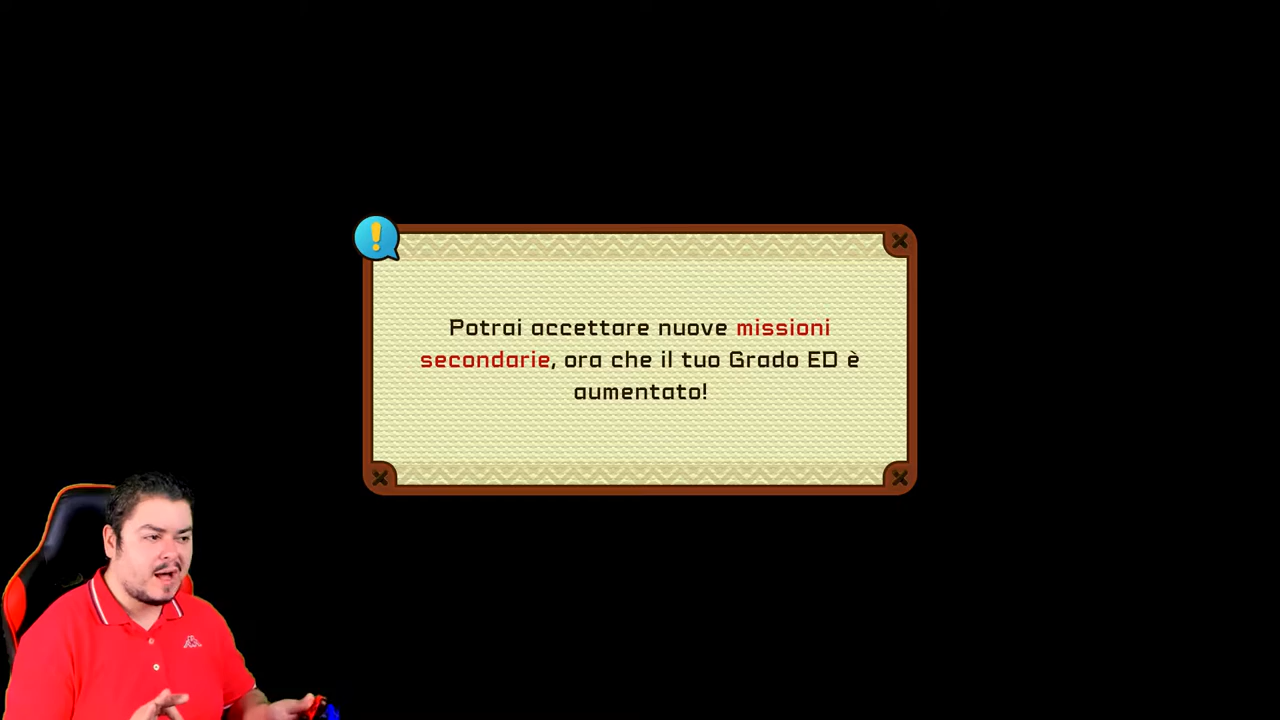 Potrai accettare nuove missioni
secondarie, ora che il tuo Grado ED è
aumentato!